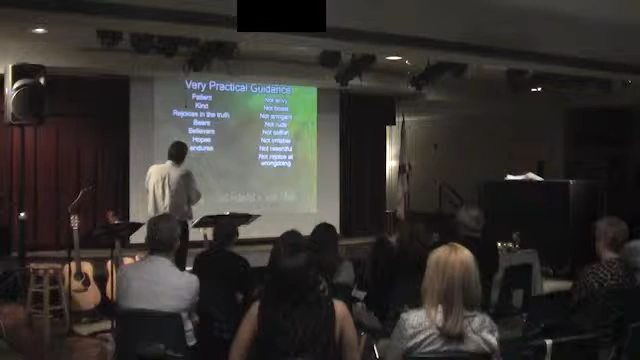 Very Practical Guidance
Patient
Kind
Rejoices in the truth
Bears
Believers
Hopes
endures
Not envy
Not boast
Not arrogant
Not rude
Not selfish
Not irritable
Not resentful
Not rejoice at
wrongdoing